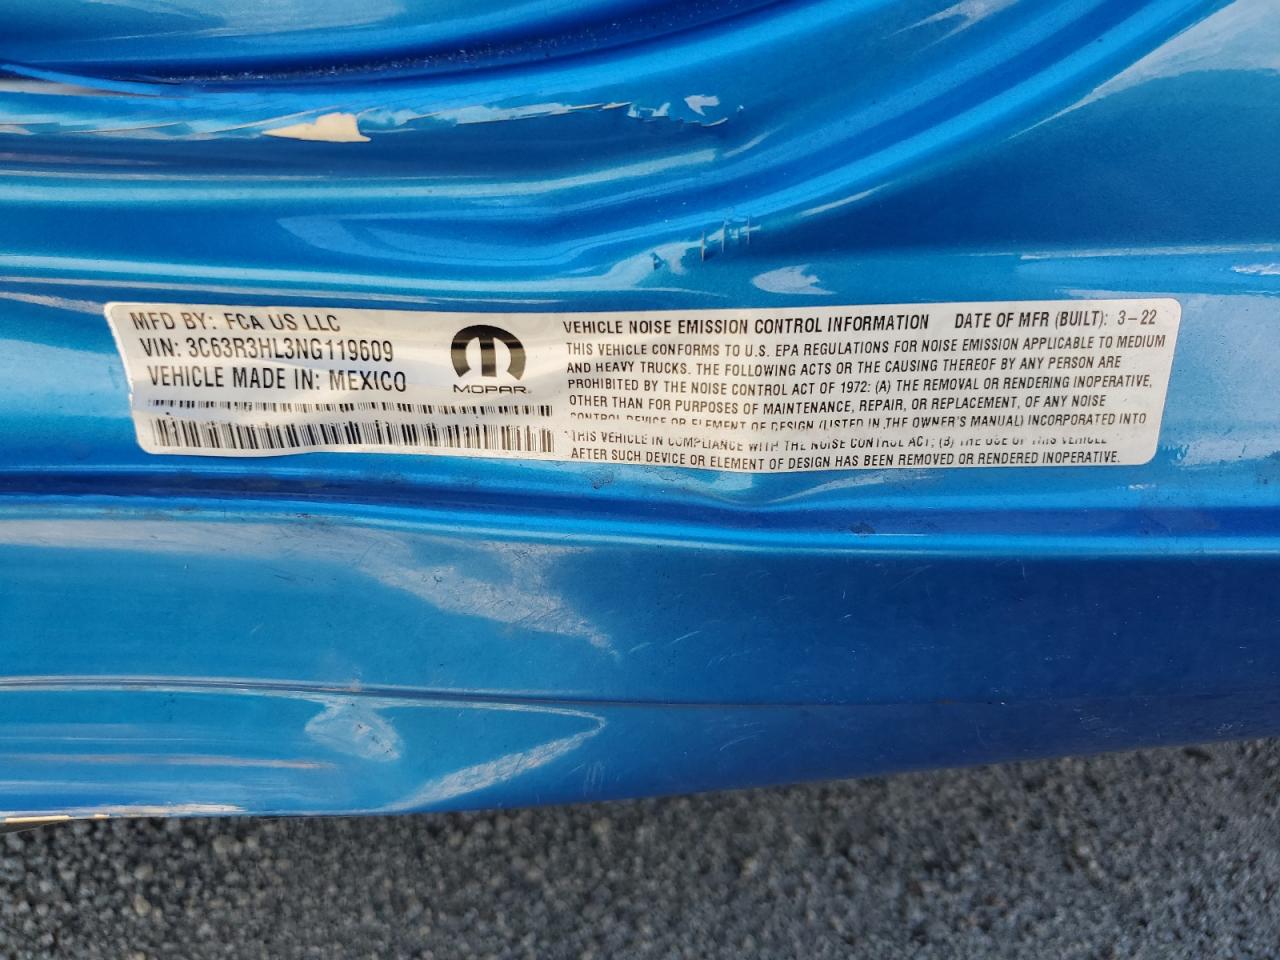 MFD BY: FCA US LLC
VIN: 3C63R3HL3NG119609
VEHICLE MADE IN: MEXICO
MOPAR
VEHICLE NOISE EMISSION CONTROL INFORMATION DATE OF MFR (BUILT): 3-22
THIS VEHICLE CONFORMS TO U.S. EPA REGULATIONS FOR NOISE EMISSION APPLICABLE TO MEDIUM
AND HEAVY TRUCKS. THE FOLLOWING ACTS OR THE CAUSING THEREOF BY ANY PERSON ARE
PROHIBITED BY THE NOISE CONTROL ACT OF 1972: (A) THE REMOVAL OR RENDERING INOPERATIVE,
OTHER THAN FOR PURPOSES OF MAINTENANCE, REPAIR, OR REPLACEMENT, OF ANY NOISE
CONTROL DEVICE OR ELEMENT OF DESIGN (LISTED IN THE OWNER'S MANUAL) INCORPORATED INTO
THIS VEHICLE IN COMPLIANCE WITH THE NOISE CONTROL ACT; (B) THE USE OF THIS VEHICLE
AFTER SUCH DEVICE OR ELEMENT OF DESIGN HAS BEEN REMOVED OR RENDERED INOPERATIVE.